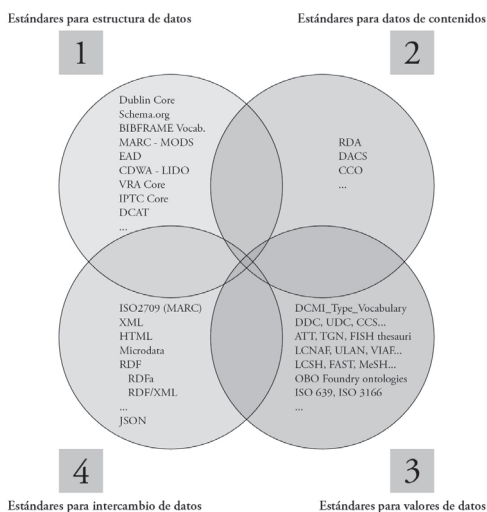 Estándares para estructura de datos
1
Estándares para datos de contenidos
2
Dublin Core
Schema.org
BIBFRAME Vocab.
MARC - MODS
EAD
CDWA - LIDO
VRA Core
IPTC Core
DCAT
...
RDA
DACS
CCO
...
ISO2709 (MARC)
XML
HTML
Microdata
RDF
RDFa
RDF/XML
...
JSON
DCMI_Type_Vocabulary
DDC, UDC, CCS...
ATT, TGN, FISH thesauri
LCNAF, ULAN, VIAF...
LCSH, FAST, MeSH...
OBO Foundry ontologies
ISO 639, ISO 3166
...
4
Estándares para intercambio de datos
3
Estándares para valores de datos